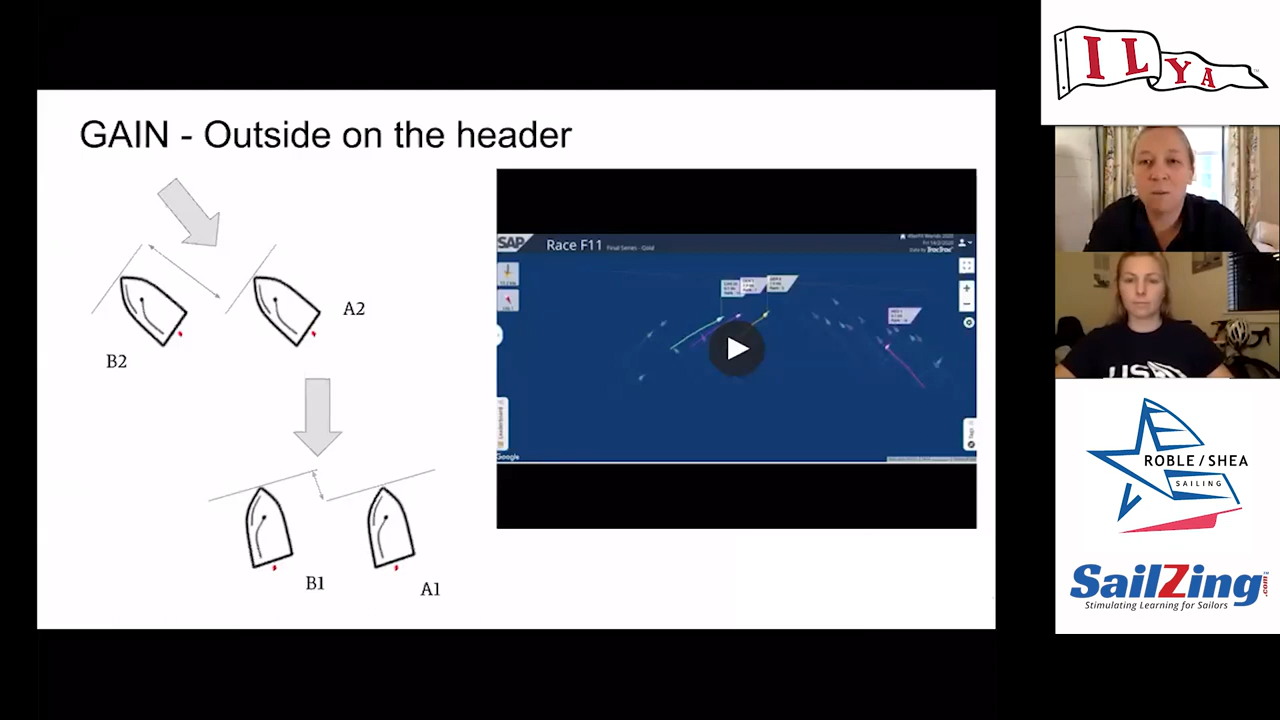 GAIN - Outside on the header
A2
B2
B1
A1
SAP
Race F11
Final Series - Gold
Leaderboard
Google
ILYA
US
ROBLE/SHEA
SAILING
SailZing.com
Stimulating Learning for Sailors